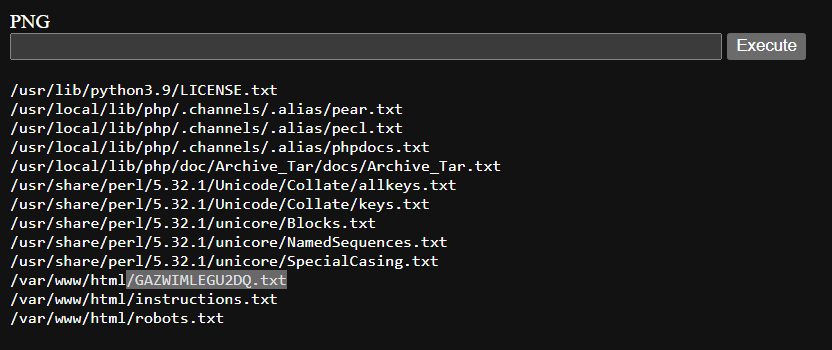 PNG
Execute
/usr/lib/python3.9/LICENSE.txt
/usr/local/lib/php/.channels/.alias/pear.txt
/usr/local/lib/php/.channels/.alias/pecl.txt
/usr/local/lib/php/.channels/.alias/phpdocs.txt
/usr/local/lib/php/doc/Archive_Tar/docs/Archive_Tar.txt
/usr/share/perl/5.32.1/Unicode/Collate/allkeys.txt
/usr/share/perl/5.32.1/Unicode/Collate/keys.txt
/usr/share/perl/5.32.1/unicore/Blocks.txt
/usr/share/perl/5.32.1/unicore/NamedSequences.txt
/usr/share/perl/5.32.1/unicore/SpecialCasing.txt
/var/www/html/GAZWIMLEGU2DQ.txt
/var/www/html/instructions.txt
/var/www/html/robots.txt